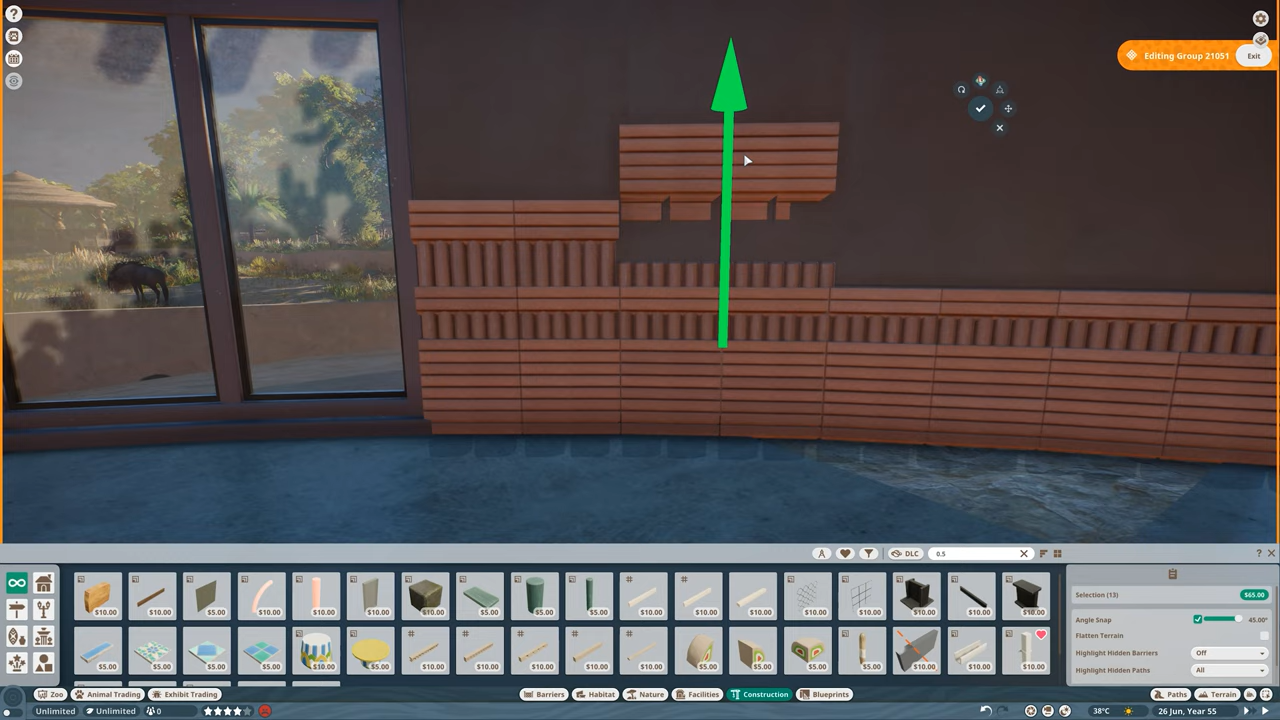 ?
Editing Group 21051
Exit
DLC
0.5
?
$10.00 $10.00 $5.00 $10.00 $10.00 $10.00 $10.00 $5.00 $5.00 $10.00 $10.00 $10.00 $10.00 $10.00 $10.00 $10.00 $10.00 $10.00
$5.00 $5.00 $5.00 $5.00 $5.00 $5.00 $10.00 $10.00 $10.00 $10.00 $10.00 $5.00 $5.00 $5.00 $5.00 $10.00 $10.00 $10.00
Selection (13) $65.00
Angle Snap 45.00°
Flatten Terrain
Highlight Hidden Barriers Off
Highlight Hidden Paths All
Zoo Animal Trading Exhibit Trading Barriers Habitat Nature Facilities Construction Blueprints Paths Terrain
Unlimited Unlimited 0 38°C 26 Jun, Year 55